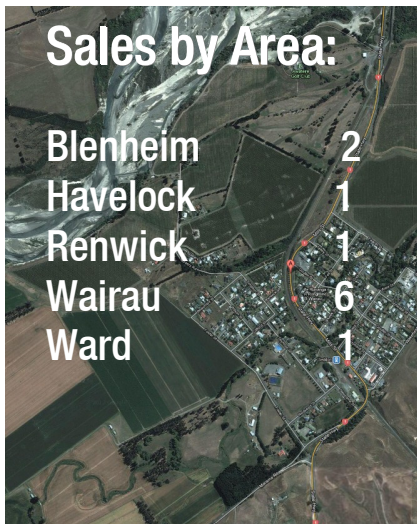 Sales by Area:
Blenheim 2
Havelock 1
Renwick 1
Wairau 6
Ward 1